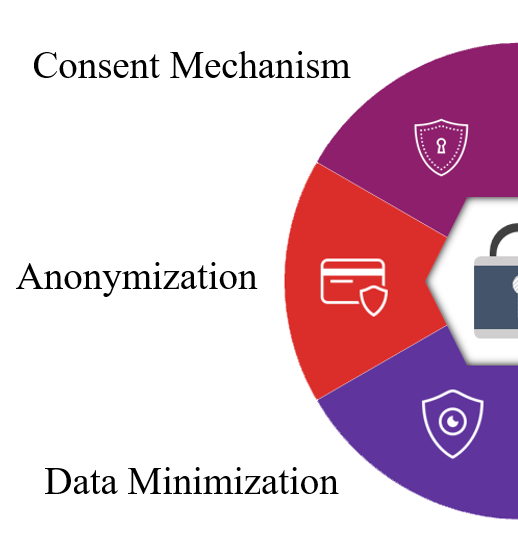 Consent Mechanism
Anonymization
Data Minimization